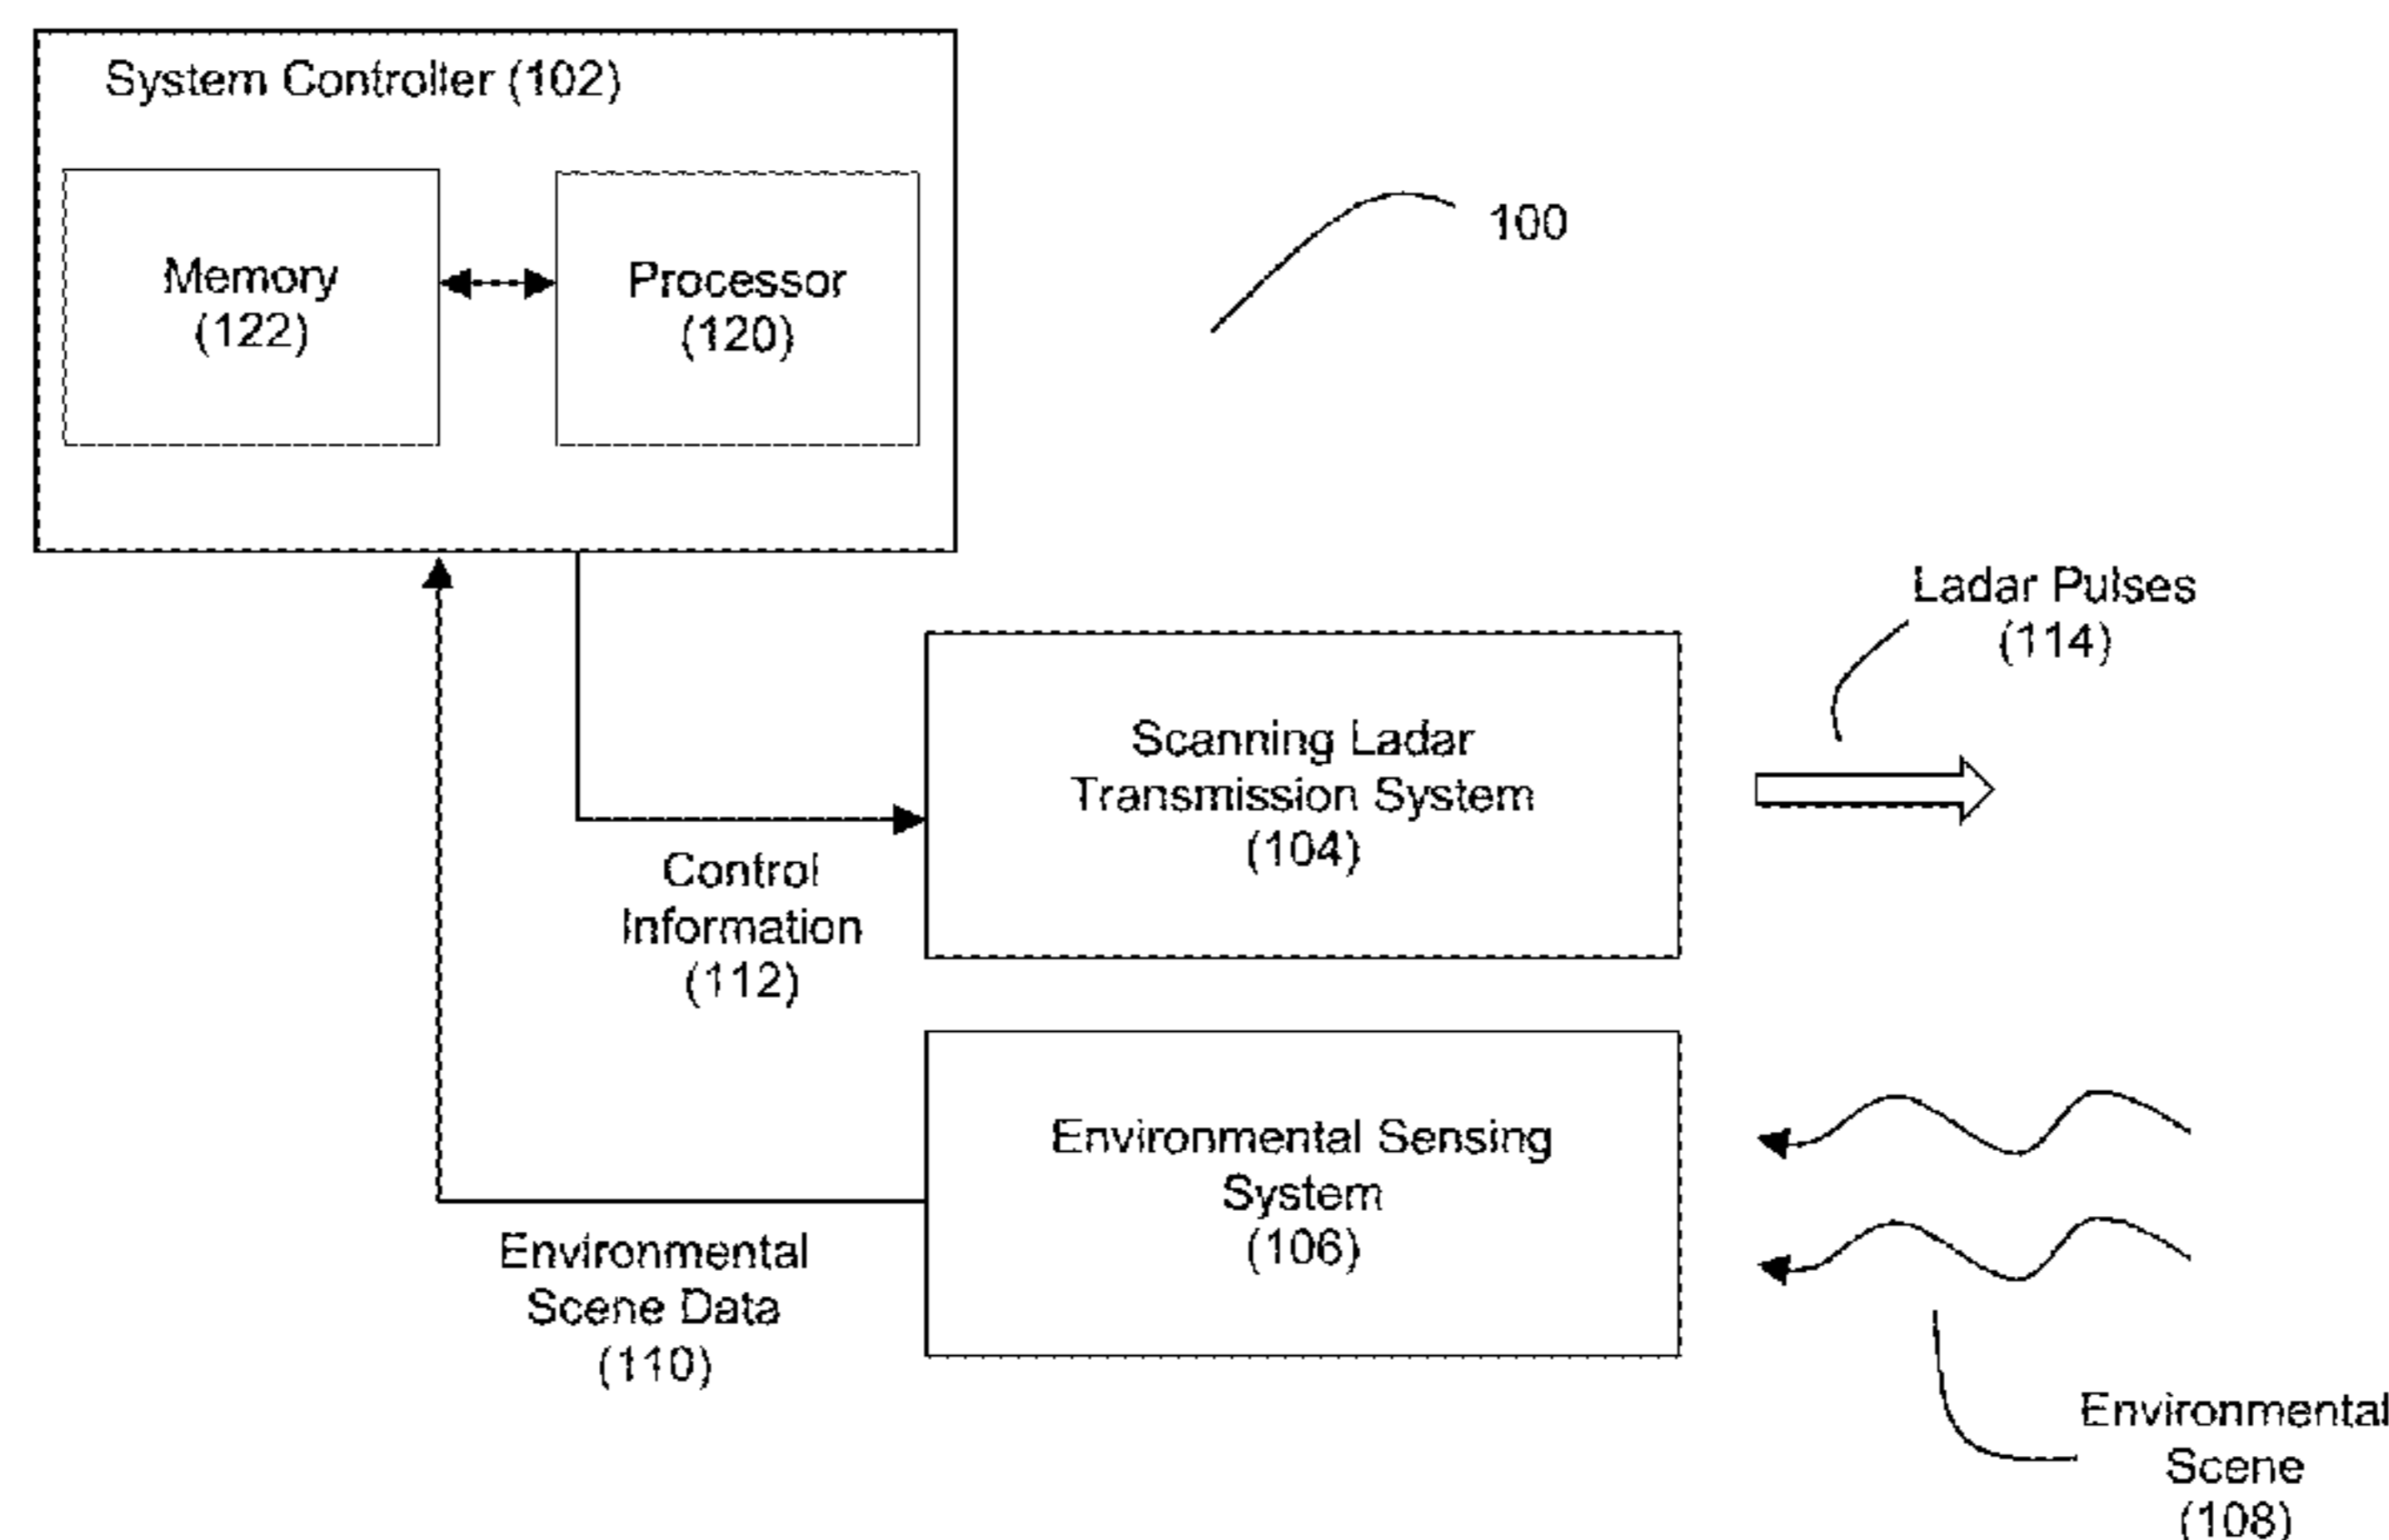 System Controller (102)
Memory
(122)
Processor
(120)
100
Ladar Pulses
(114)
Scanning Ladar
Transmission System
(104)
Control
Information
(112)
Environmental Sensing
System
(106)
Environmental
Scene Data
(110)
Environmental
Scene
(108)